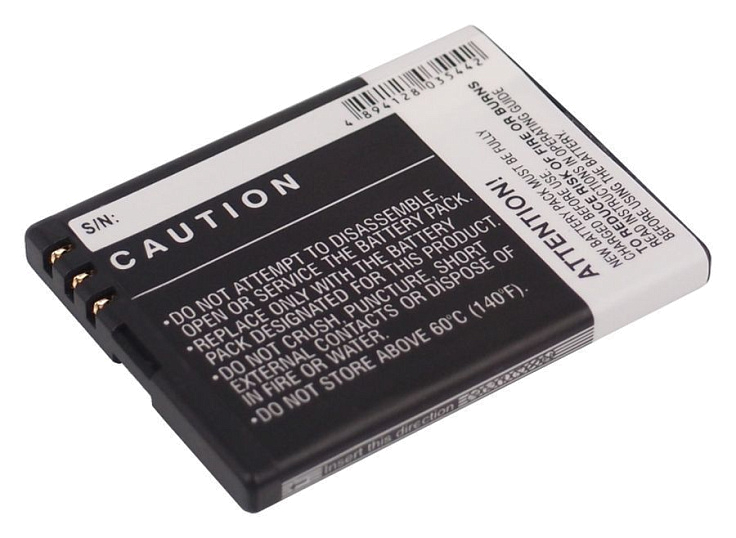 S/N:
4 894128 035442
CAUTION
•DO NOT ATTEMPT TO DISASSEMBLE,
OPEN OR SERVICE THE BATTERY PACK.
•REPLACE ONLY WITH THE BATTERY
PACK DESIGNATED FOR THIS PRODUCT.
•DO NOT CRUSH, PUNCTURE, SHORT
EXTERNAL CONTACTS OR DISPOSE OF
IN FIRE OR WATER.
•DO NOT STORE ABOVE 60°C (140°F).
ATTENTION!
NEW BATTERY PACK MUST BE FULLY
CHARGED BEFORE USE.
TO REDUCE RISK OF FIRE OR BURNS
READ INSTRUCTIONS IN OPERATING GUIDE
BEFORE USING THE BATTERY.
Insert this direction